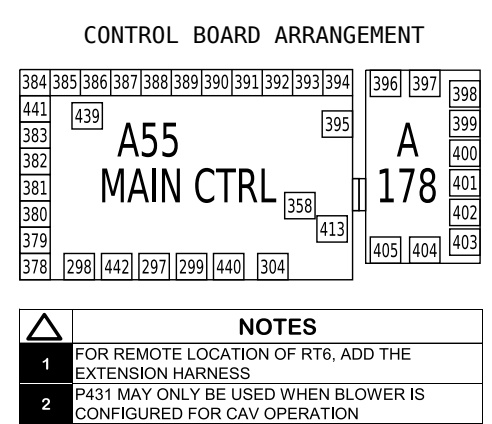 CONTROL BOARD ARRANGEMENT
384 385 386 387 388 389 390 391 392 393 394
396 397
398
441
439
395
399
383
A55
A
400
382
MAIN CTRL
178
401
381
358
402
380
413
403
379
405 404
378
298 442 297 299 440 304
NOTES
1 FOR REMOTE LOCATION OF RT6, ADD THE
EXTENSION HARNESS
2 P431 MAY ONLY BE USED WHEN BLOWER IS
CONFIGURED FOR CAV OPERATION